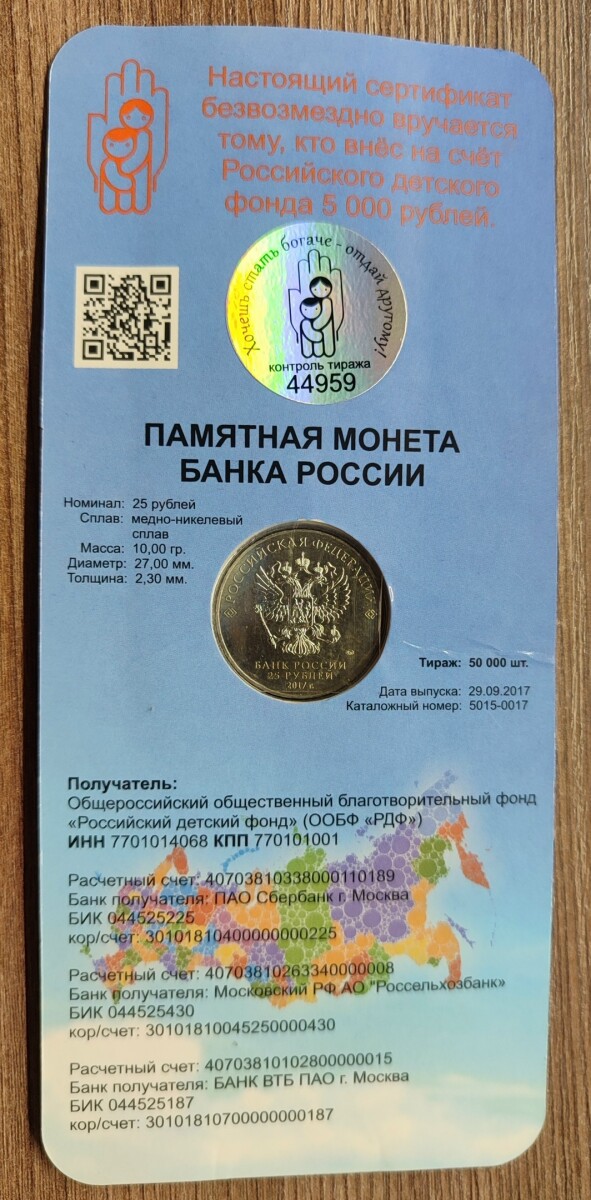 Настоящий сертификат
безвозмездно вручается
тому, кто внёс на счёт
Российского детского
фонда 5 000 рублей.
Хочешь стать богаче - отдай другому!
контроль тиража
44959
ПАМЯТНАЯ МОНЕТА
БАНКА РОССИИ
Номинал: 25 рублей
Сплав: медно-никелевый
сплав
Масса: 10,00 гр.
Диаметр: 27,00 мм.
Толщина: 2,30 мм.
РОССИЙСКАЯ ФЕДЕРАЦИЯ
БАНК РОССИИ
25 РУБЛЕЙ
2017 г.
Тираж: 50 000 шт.
Дата выпуска: 29.09.2017
Каталожный номер: 5015-0017
Получатель:
Общероссийский общественный благотворительный фонд
«Российский детский фонд» (ООБФ «РДФ»)
ИНН 7701014068 КПП 770101001
Расчетный счет: 40703810338000110189
Банк получателя: ПАО Сбербанк г. Москва
БИК 044525225
кор/счет: 30101810400000000225
Расчетный счет: 40703810263340000008
Банк получателя: Московский РФ АО "Россельхозбанк»
БИК 044525430
кор/счет: 30101810045250000430
Расчетный счет: 40703810102800000015
Банк получателя: БАНК ВТБ ПАО г. Москва
БИК 044525187
кор/счет: 30101810700000000187